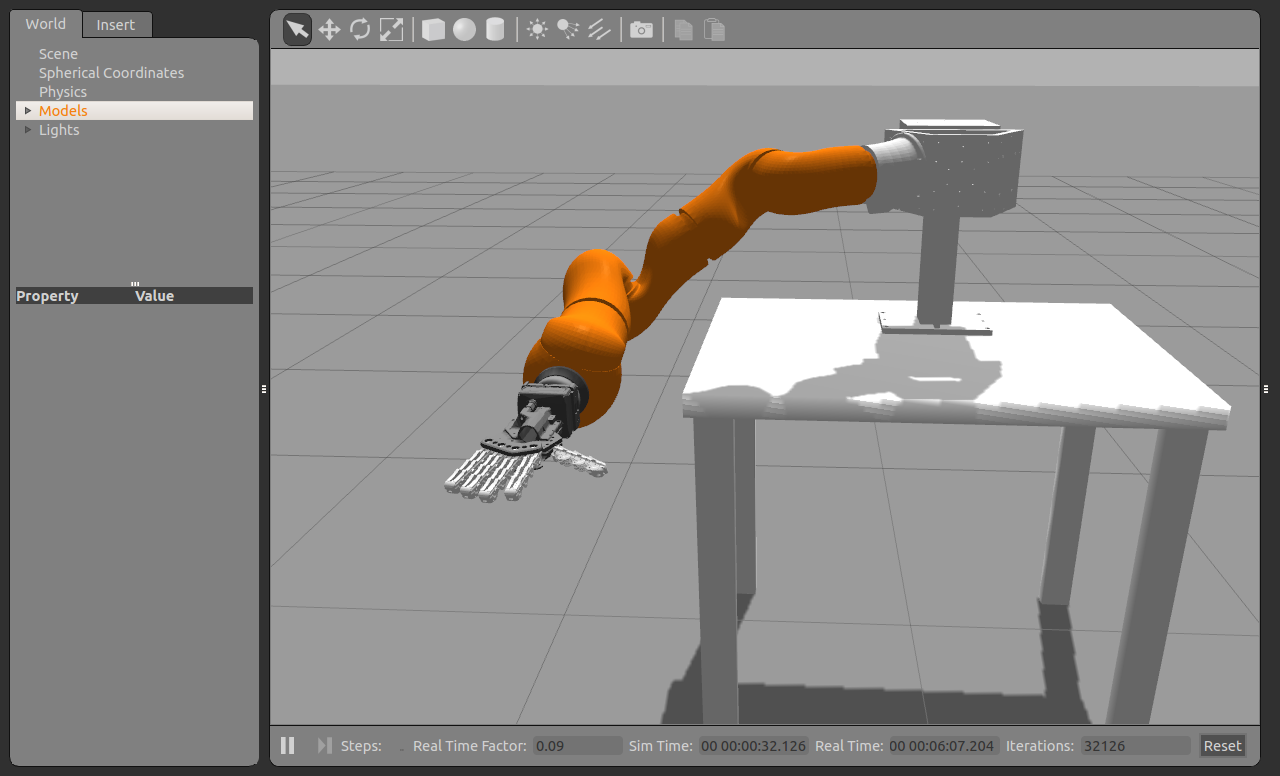 World Insert
Scene
Spherical Coordinates
Physics
Models
Lights
Property Value
Steps: Real Time Factor: 0.09 Sim Time: 00 00:00:32.126 Real Time: 00 00:06:07.204 Iterations: 32126 Reset